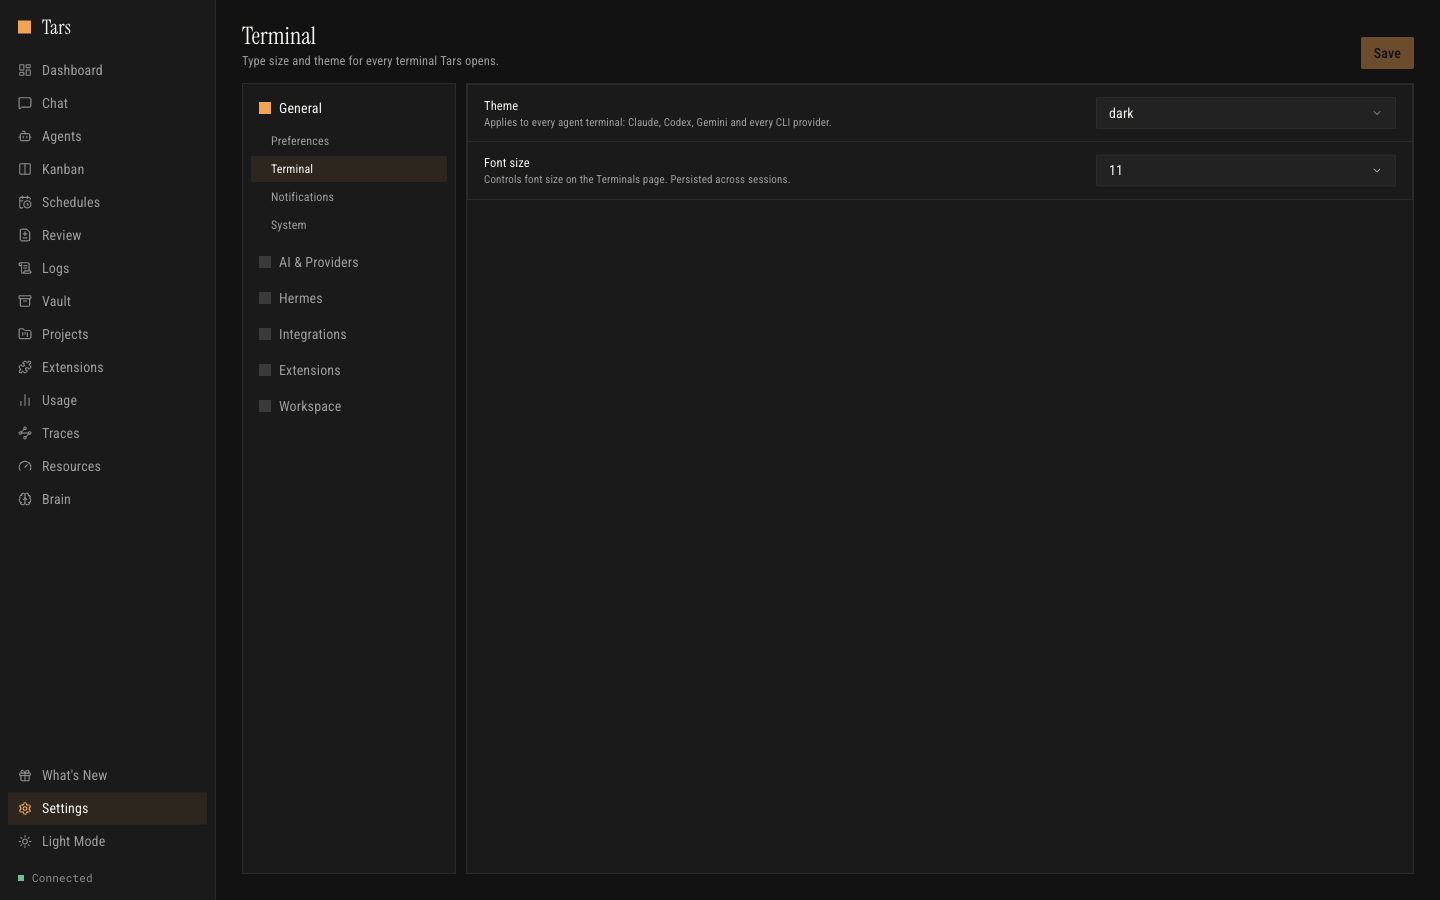 Tars
Dashboard
Chat
Agents
Kanban
Schedules
Review
Logs
Vault
Projects
Extensions
Usage
Traces
Resources
Brain
What's New
Settings
Light Mode
Connected
Terminal
Type size and theme for every terminal Tars opens.
Save
General
Preferences
Terminal
Notifications
System
AI & Providers
Hermes
Integrations
Extensions
Workspace
Theme
Applies to every agent terminal: Claude, Codex, Gemini and every CLI provider.
dark
Font size
Controls font size on the Terminals page. Persisted across sessions.
11